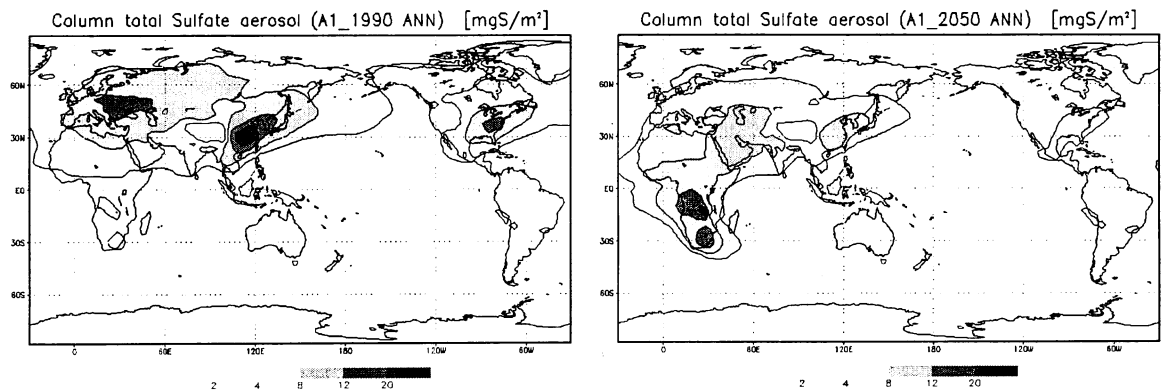 Column total Sulfate aerosol (A1_1990 ANN) [mgS/m²]
60N
30N
EQ
30S
60S
0 60E 120E 180 120W 60W
2 4 8 12 20
Column total Sulfate aerosol (A1_2050 ANN) [mgS/m²]
60N
30N
EQ
30S
60S
0 60E 120E 180 120W 60W
2 4 8 12 20